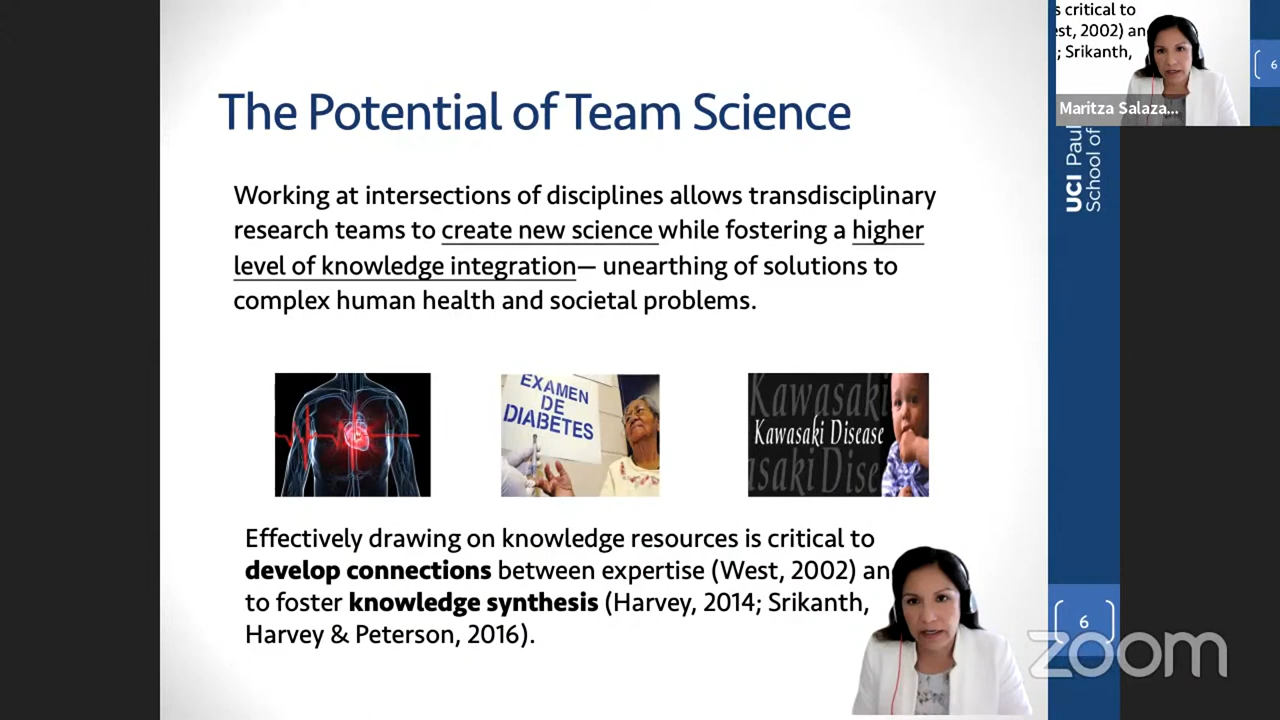 The Potential of Team Science
Working at intersections of disciplines allows transdisciplinary
research teams to create new science while fostering a higher
level of knowledge integration— unearthing of solutions to
complex human health and societal problems.
EXAMEN
DE
DIABETES
Kawasaki
Kawasaki Disease
asaki Dise
Effectively drawing on knowledge resources is critical to
develop connections between expertise (West, 2002) an
to foster knowledge synthesis (Harvey, 2014; Srikanth,
Harvey & Peterson, 2016).
s critical to
est, 2002) an
; Srikanth,
6
Maritza Salaza...
UCI Paul
School of
6
zoom